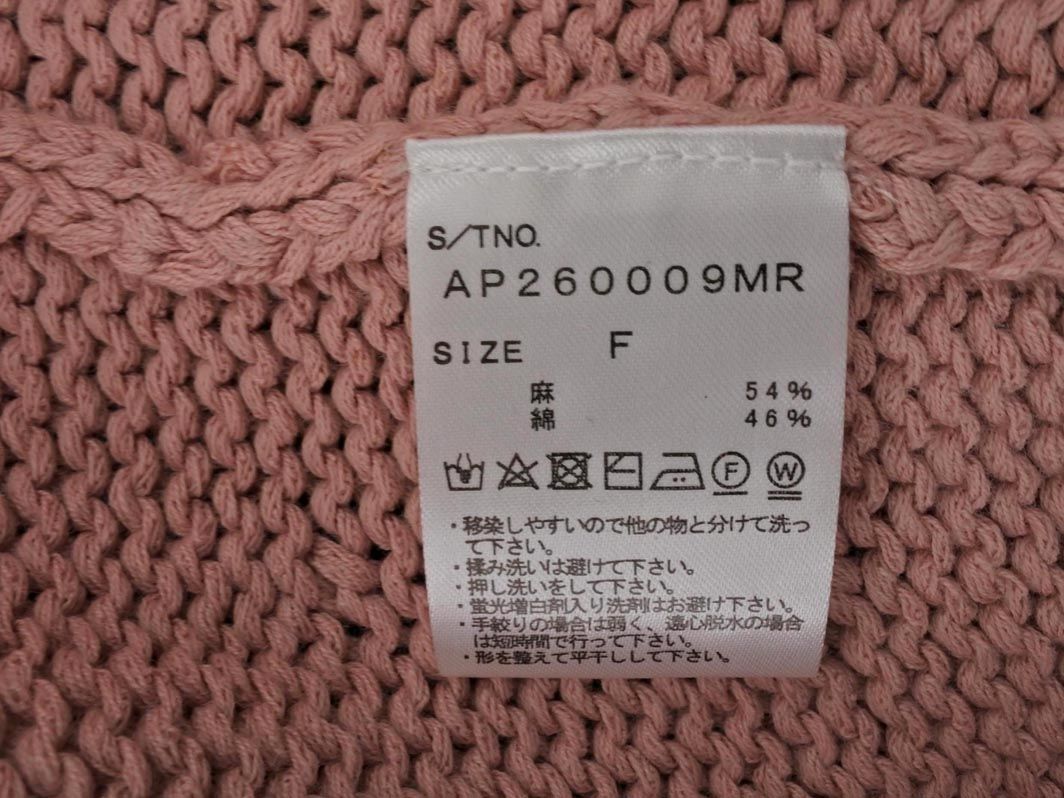 S/TNO.
AP260009MR
SIZE F
麻 54%
綿 46%
F W
・移染しやすいので他の物と分けて洗っ
て下さい。
・揉み洗いは避けて下さい。
・押し洗いをして下さい。
・蛍光増白剤入り洗剤はお避け下さい。
・手絞りの場合は弱く、遠心脱水の場合
は短時間で行って下さい。
・形を整えて平干しして下さい。